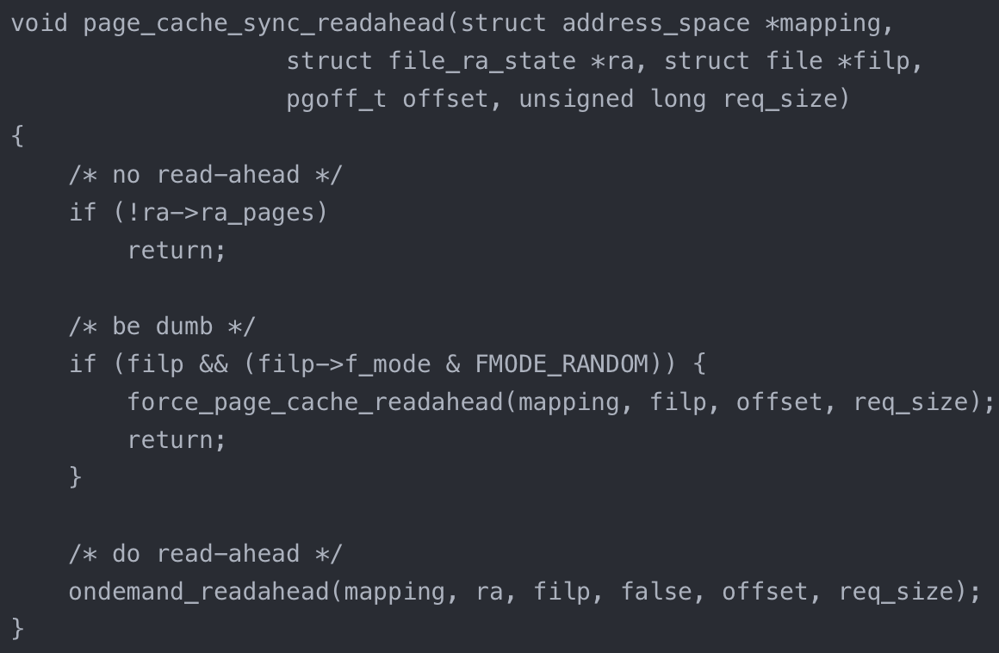 void page_cache_sync_readahead(struct address_space *mapping,
                   struct file_ra_state *ra, struct file *filp,
                   pgoff_t offset, unsigned long req_size)
{
    /* no read-ahead */
    if (!ra->ra_pages)
        return;

    /* be dumb */
    if (filp && (filp->f_mode & FMODE_RANDOM)) {
        force_page_cache_readahead(mapping, filp, offset, req_size);
        return;
    }

    /* do read-ahead */
    ondemand_readahead(mapping, ra, filp, false, offset, req_size);
}